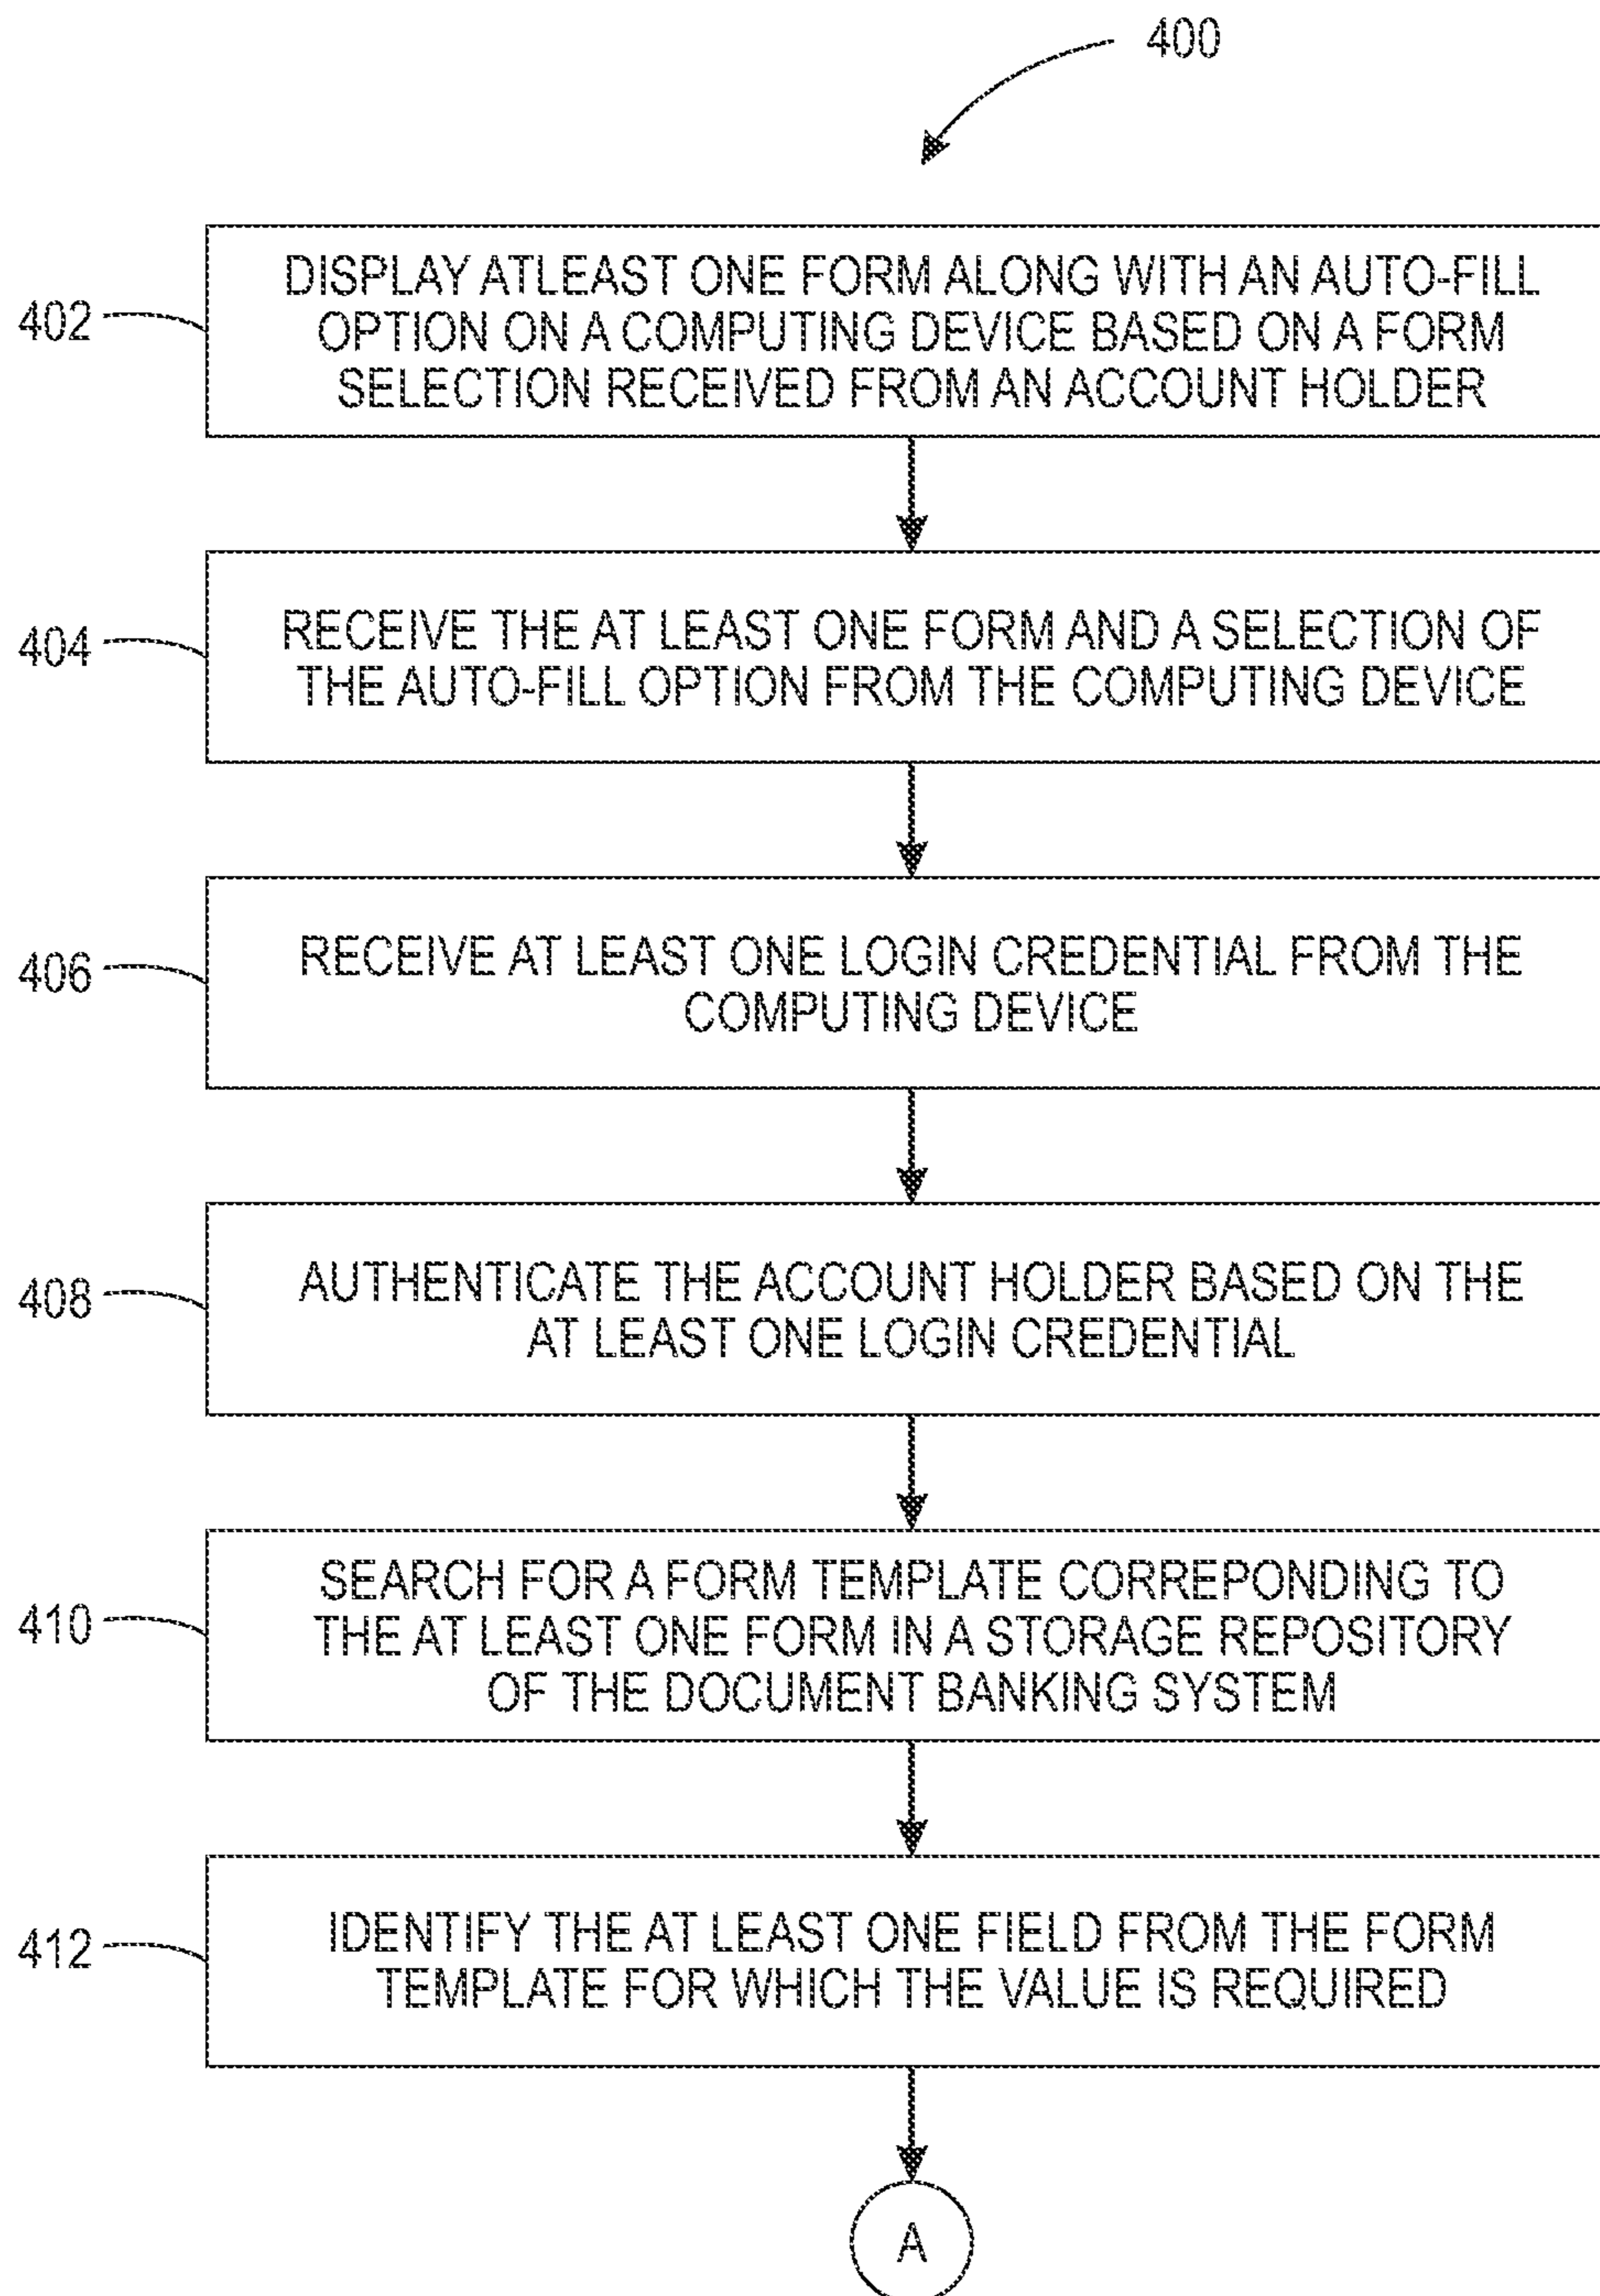 400
402
DISPLAY ATLEAST ONE FORM ALONG WITH AN AUTO-FILL
OPTION ON A COMPUTING DEVICE BASED ON A FORM
SELECTION RECEIVED FROM AN ACCOUNT HOLDER
404
RECEIVE THE AT LEAST ONE FORM AND A SELECTION OF
THE AUTO-FILL OPTION FROM THE COMPUTING DEVICE
406
RECEIVE AT LEAST ONE LOGIN CREDENTIAL FROM THE
COMPUTING DEVICE
408
AUTHENTICATE THE ACCOUNT HOLDER BASED ON THE
AT LEAST ONE LOGIN CREDENTIAL
410
SEARCH FOR A FORM TEMPLATE CORREPONDING TO
THE AT LEAST ONE FORM IN A STORAGE REPOSITORY
OF THE DOCUMENT BANKING SYSTEM
412
IDENTIFY THE AT LEAST ONE FIELD FROM THE FORM
TEMPLATE FOR WHICH THE VALUE IS REQUIRED
A